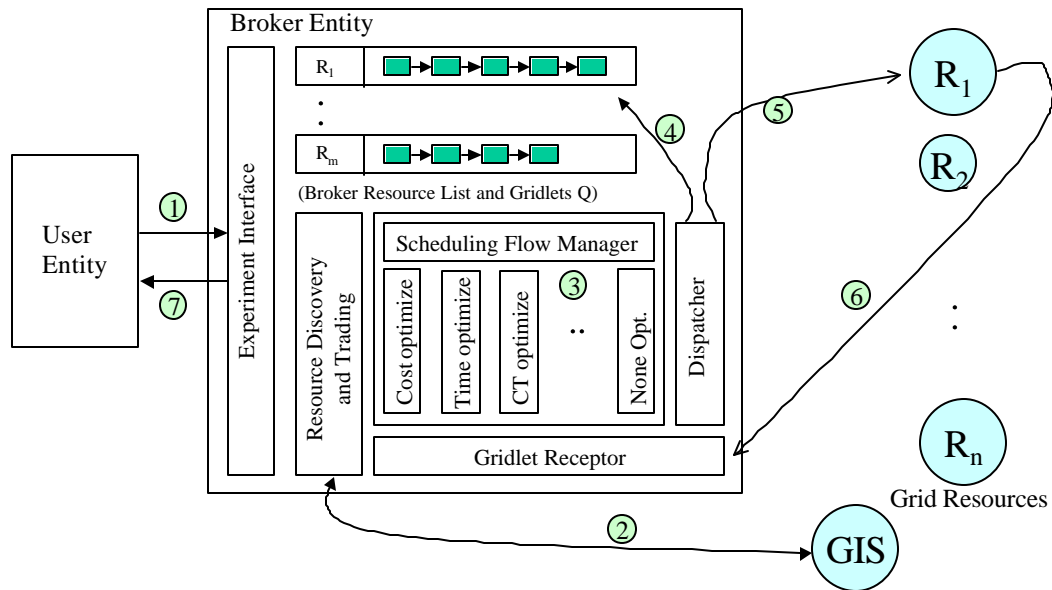 Broker Entity
R1
R1
5
4
:
R2
Rm
(Broker Resource List and Gridlets Q)
1
User
Entity
Experiment Interface
Resource Discovery
and Trading
Scheduling Flow Manager
3
Cost optimize
Time optimize
CT optimize
..
None Opt.
Dispatcher
6
:
7
Gridlet Receptor
Rn
Grid Resources
2
GIS